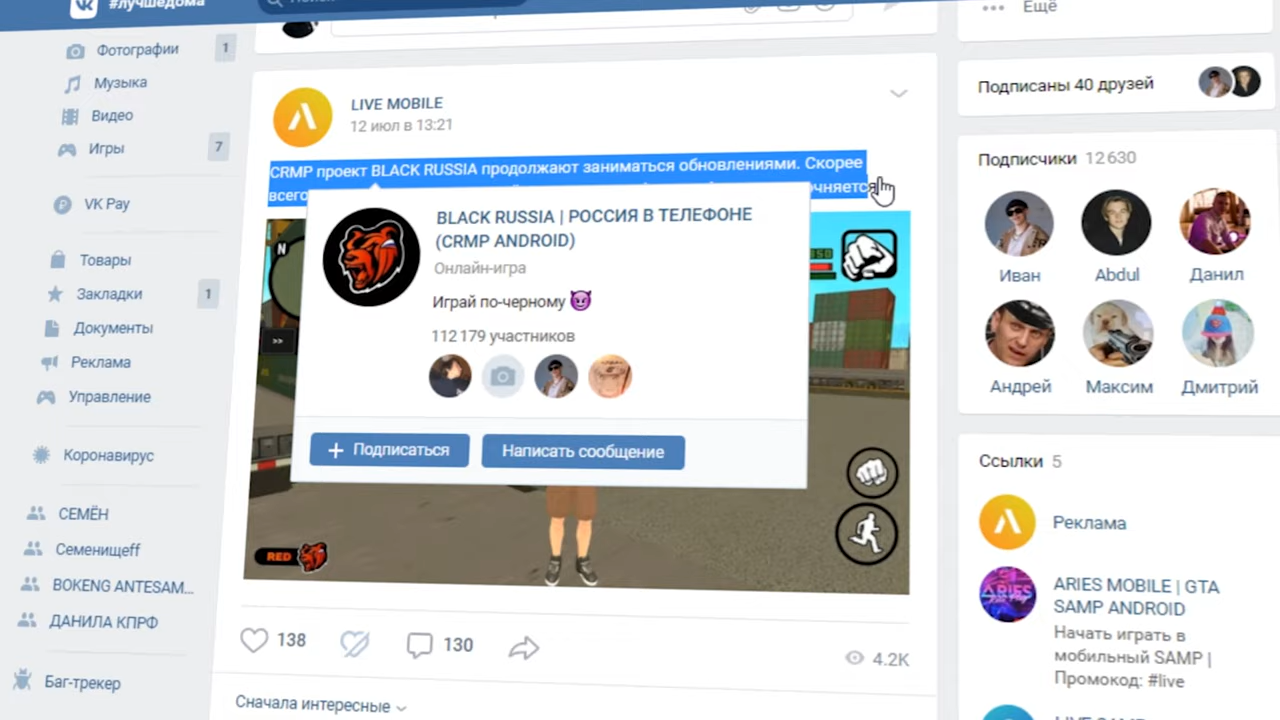 #лучшедома
Фотографии
1
Музыка
Видео
Игры
7
VK Pay
Товары
Закладки
1
Документы
Реклама
Управление
Коронавирус
СЕМЁН
Семенищеff
BOKENG ANTESAM...
ДАНИЛА КПРФ
Баг-трекер
LIVE MOBILE
12 июл в 13:21
CRMP проект BLACK RUSSIA продолжают заниматься обновлениями. Скорее
всего
BLACK RUSSIA | РОССИЯ В ТЕЛЕФОНЕ
(CRMP ANDROID)
Онлайн-игра
Играй по-черному 😈
112 179 участников
Подписаться
Написать сообщение
N
>>
RED
138
130
4.2K
Сначала интересные
Ещё
Подписаны 40 друзей
Подписчики 12 630
Иван
Abdul
Данил
Андрей
Максим
Дмитрий
Ссылки 5
Реклама
ARIES
ARIES MOBILE | GTA
SAMP ANDROID
Начать играть в
мобильный SAMP |
Промокод: #live